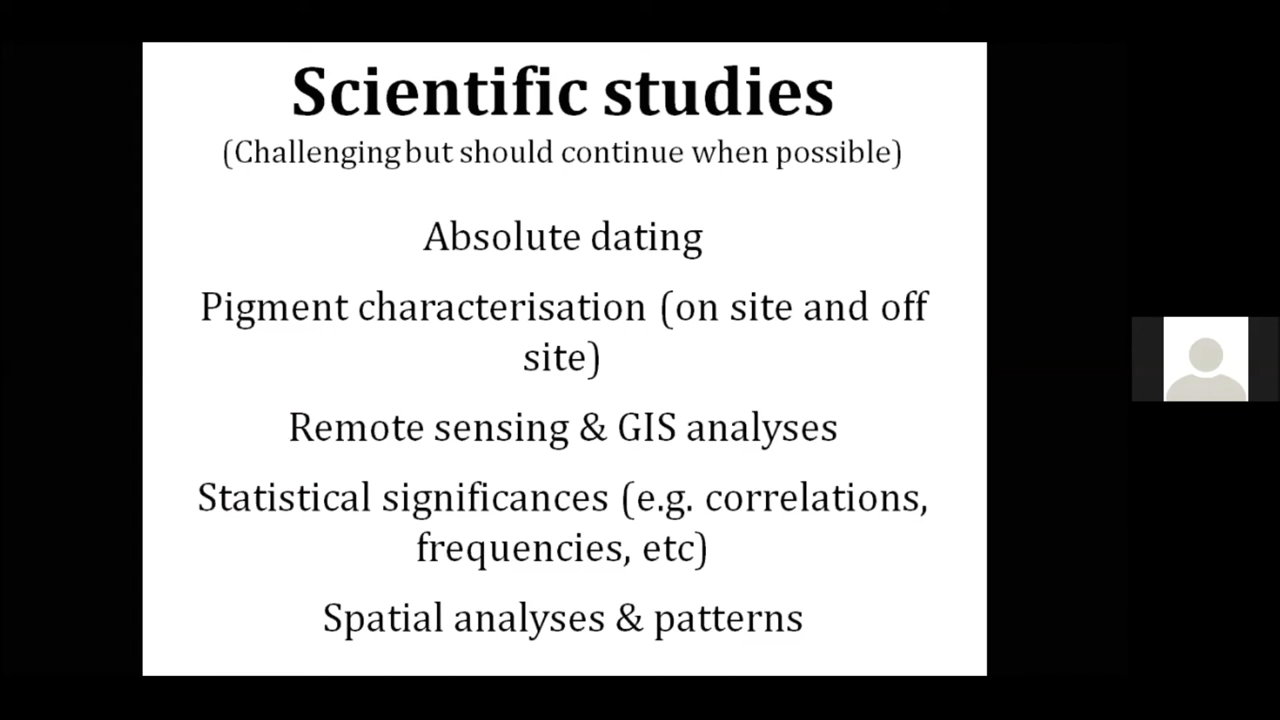 Scientific studies
(Challenging but should continue when possible)
Absolute dating
Pigment characterisation (on site and off
site)
Remote sensing & GIS analyses
Statistical significances (e.g. correlations,
frequencies, etc)
Spatial analyses & patterns